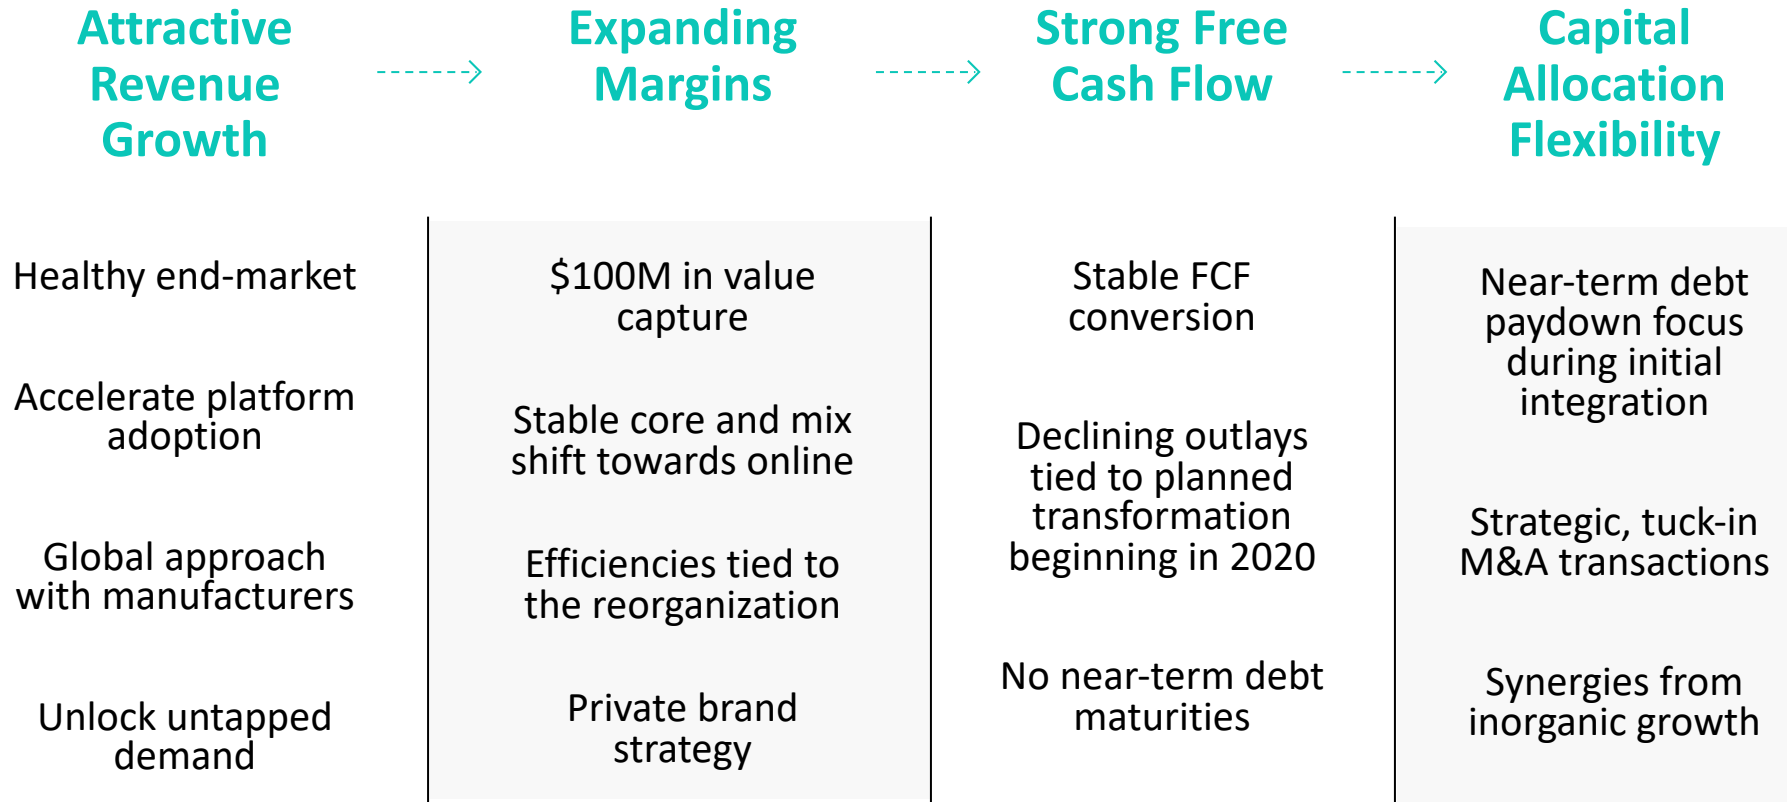 Attractive
Revenue
Growth
Expanding
Margins
Strong Free
Cash Flow
Capital
Allocation
Flexibility
Healthy end-market
Accelerate platform
adoption
Global approach
with manufacturers
Unlock untapped
demand
$100M in value
capture
Stable core and mix
shift towards online
Efficiencies tied to
the reorganization
Private brand
strategy
Stable FCF
conversion
Declining outlays
tied to planned
transformation
beginning in 2020
No near-term debt
maturities
Near-term debt
paydown focus
during initial
integration
Strategic, tuck-in
M&A transactions
Synergies from
inorganic growth